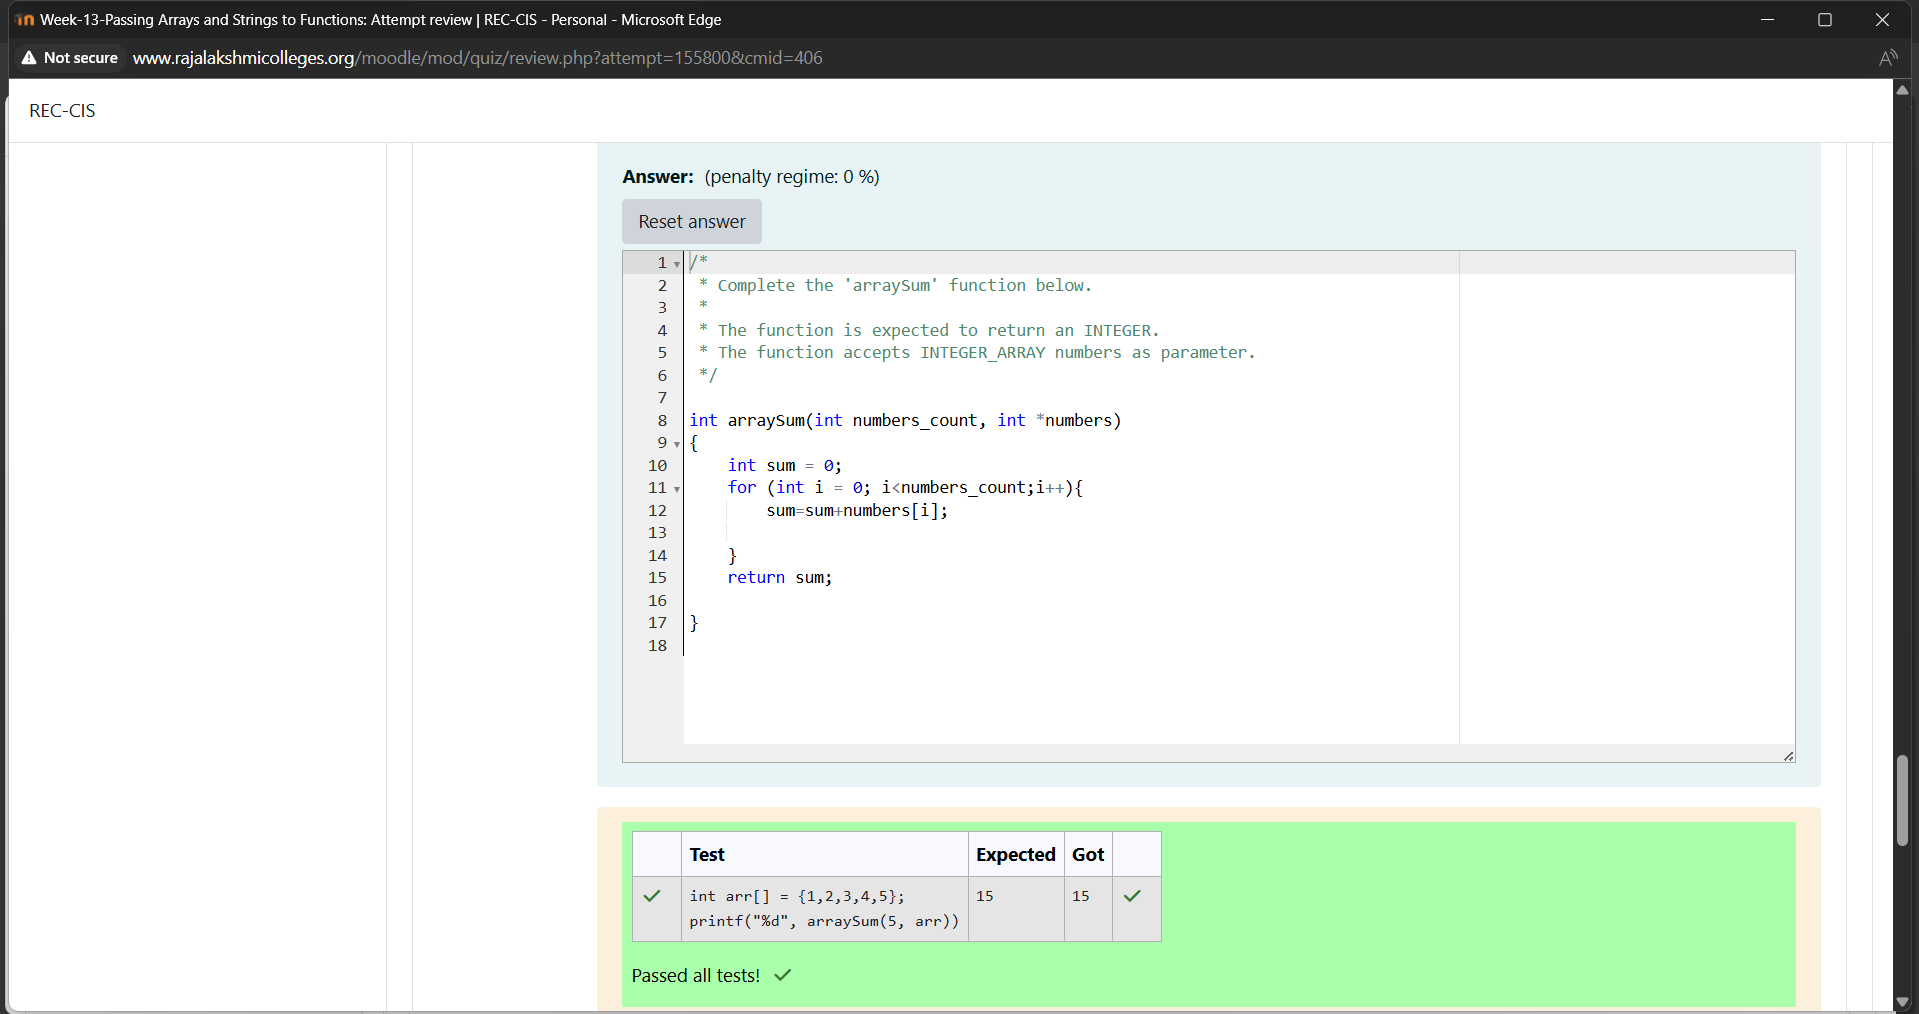 Week-13-Passing Arrays and Strings to Functions: Attempt review | REC-CIS - Personal - Microsoft Edge
Not secure www.rajalakshmicolleges.org/moodle/mod/quiz/review.php?attempt=155800&cmid=406
REC-CIS
Answer: (penalty regime: 0 %)
Reset answer
1 /*
2  * Complete the 'arraySum' function below.
3  *
4  * The function is expected to return an INTEGER.
5  * The function accepts INTEGER_ARRAY numbers as parameter.
6  */
7
8 int arraySum(int numbers_count, int *numbers)
9 {
10     int sum = 0;
11     for (int i = 0; i<numbers_count;i++){
12         sum=sum+numbers[i];
13
14     }
15     return sum;
16
17 }
18
Test Expected Got
int arr[] = {1,2,3,4,5}; 15 15
printf("%d", arraySum(5, arr))
Passed all tests!